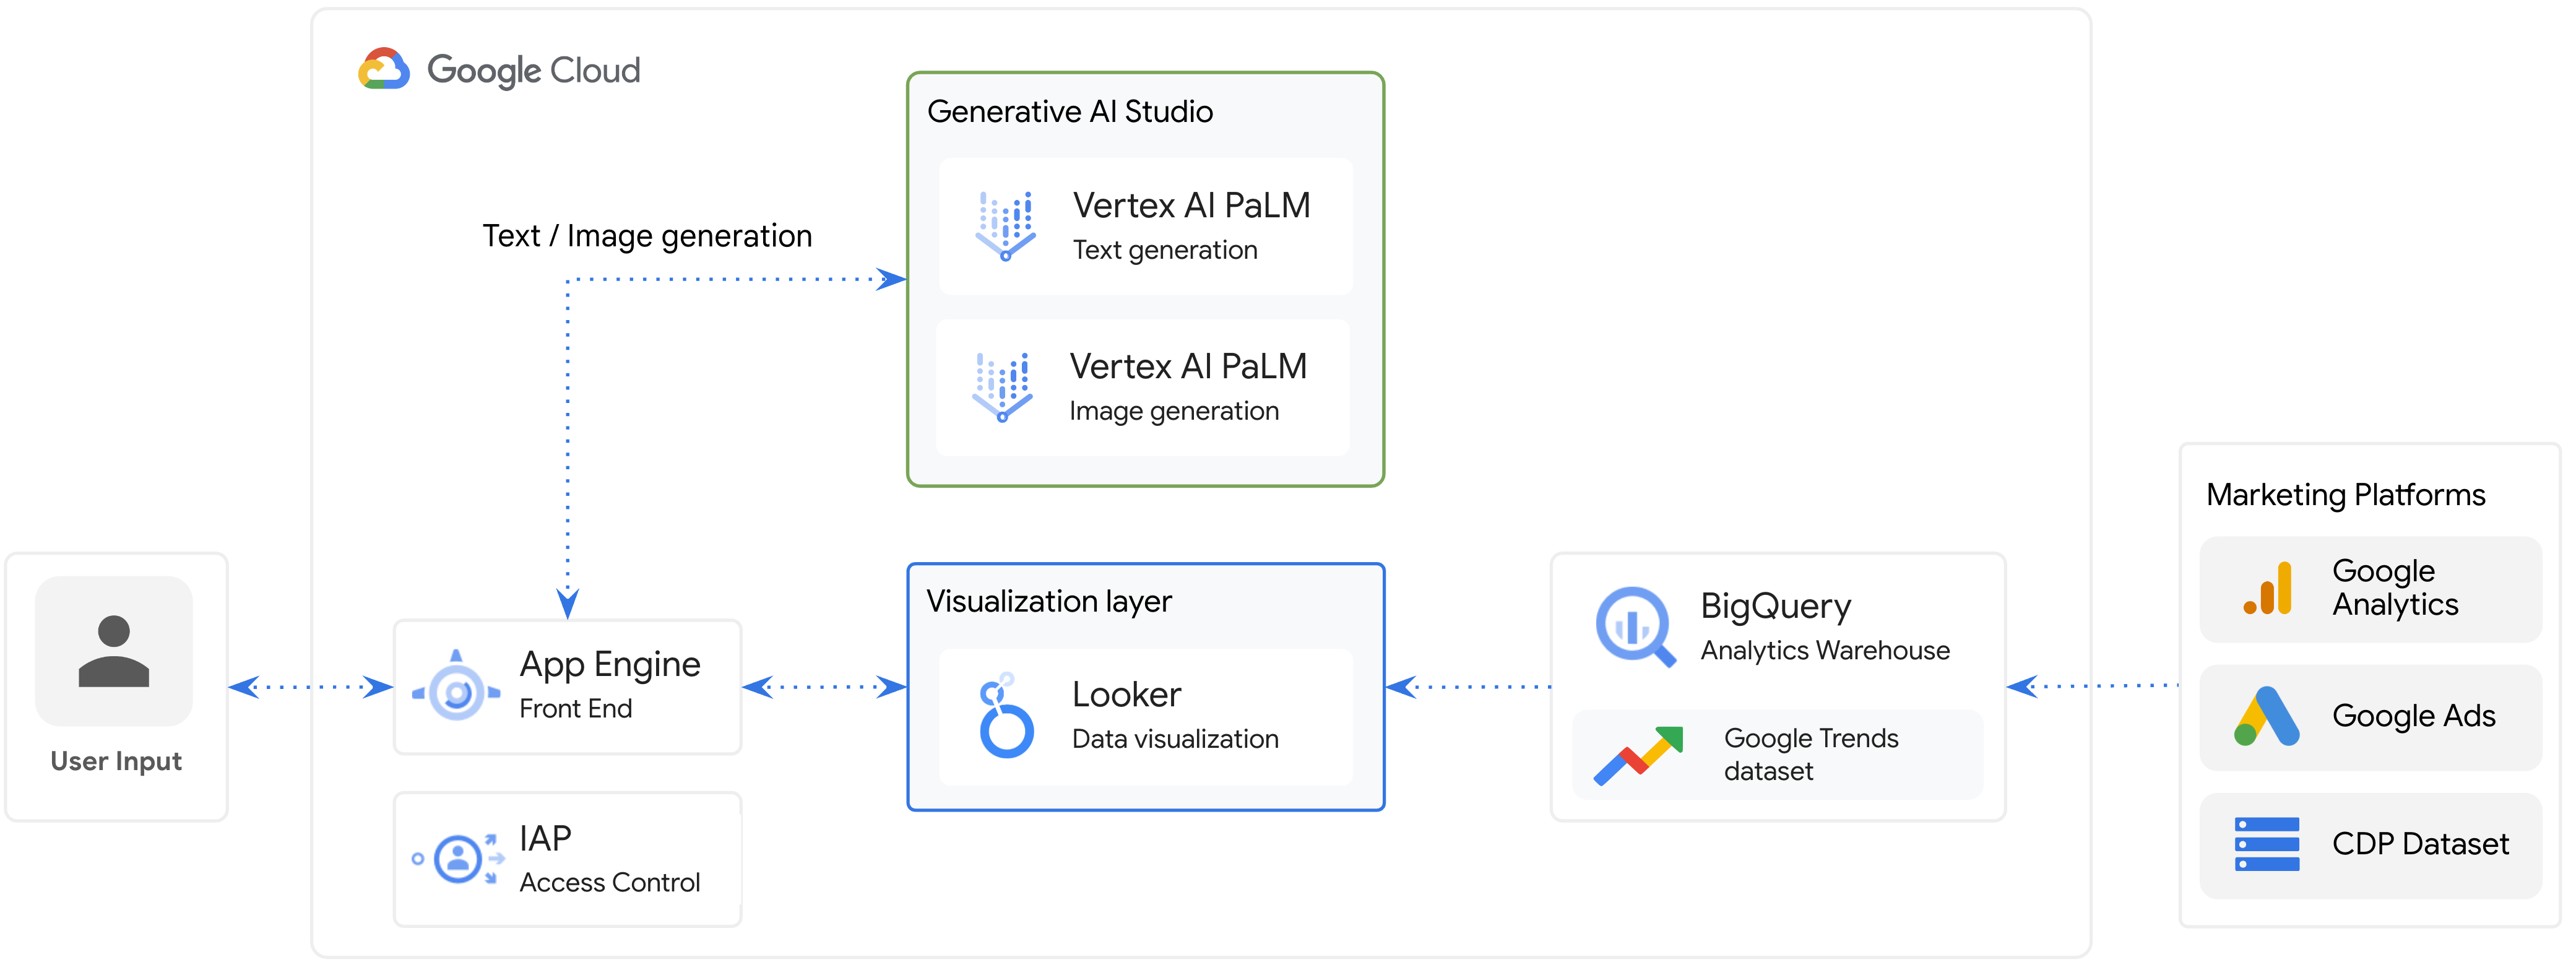 Google Cloud
Generative AI Studio
Vertex AI PaLM
Text generation
Vertex AI PaLM
Image generation
Text / Image generation
User Input
App Engine
Front End
IAP
Access Control
Visualization layer
Looker
Data visualization
BigQuery
Analytics Warehouse
Google Trends
dataset
Marketing Platforms
Google
Analytics
Google Ads
CDP Dataset